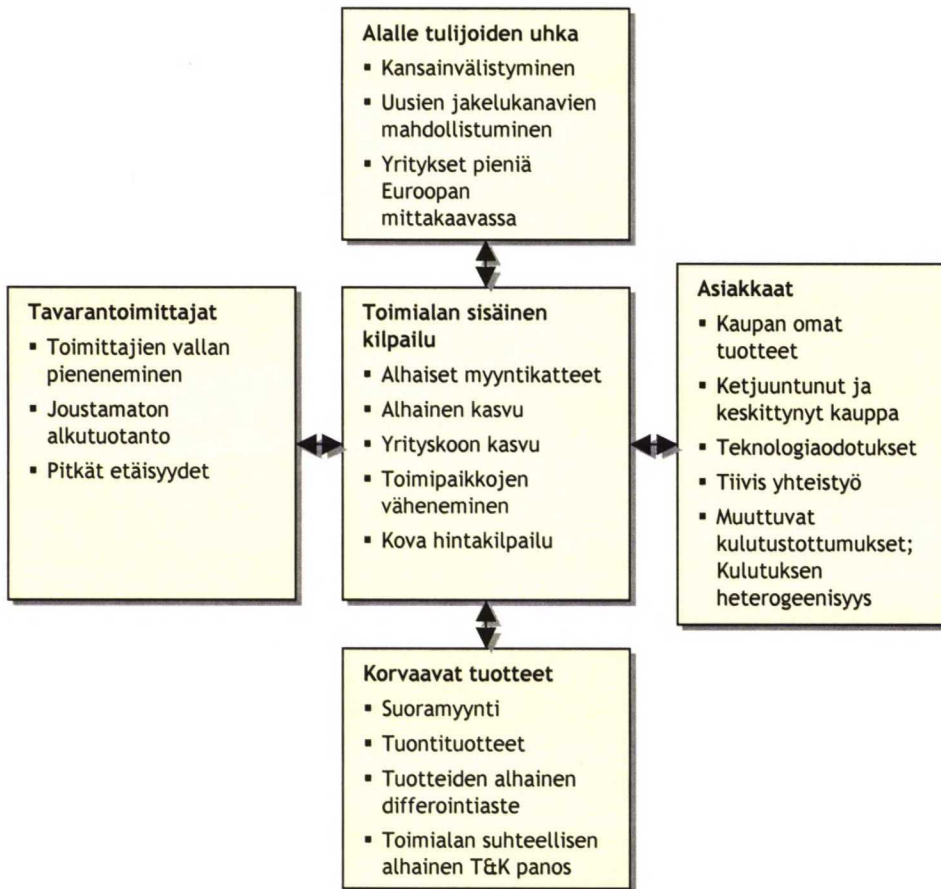 Alalle tulijoiden uhka
▪ Kansainvälistyminen
▪ Uusien jakelukanavien
mahdollistuminen
▪ Yritykset pieniä
Euroopan
mittakaavassa
Tavarantoimittajat
▪ Toimittajien vallan
pieneneminen
▪ Joustamaton
alkutuotanto
▪ Pitkät etäisyydet
Toimialan sisäinen
kilpailu
▪ Alhaiset myyntikatteet
▪ Alhainen kasvu
▪ Yrityskoon kasvu
▪ Toimipaikkojen
väheneminen
▪ Kova hintakilpailu
Asiakkaat
▪ Kaupan omat
tuotteet
▪ Ketjuuntunut ja
keskittynyt kauppa
▪ Teknologiaodotukset
▪ Tiivis yhteistyö
▪ Muuttuvat
kulutustottumukset;
Kulutuksen
heterogeenisyys
Korvaavat tuotteet
▪ Suoramyynti
▪ Tuontituotteet
▪ Tuotteiden alhainen
differointiaste
▪ Toimialan suhteellisen
alhainen T&K panos